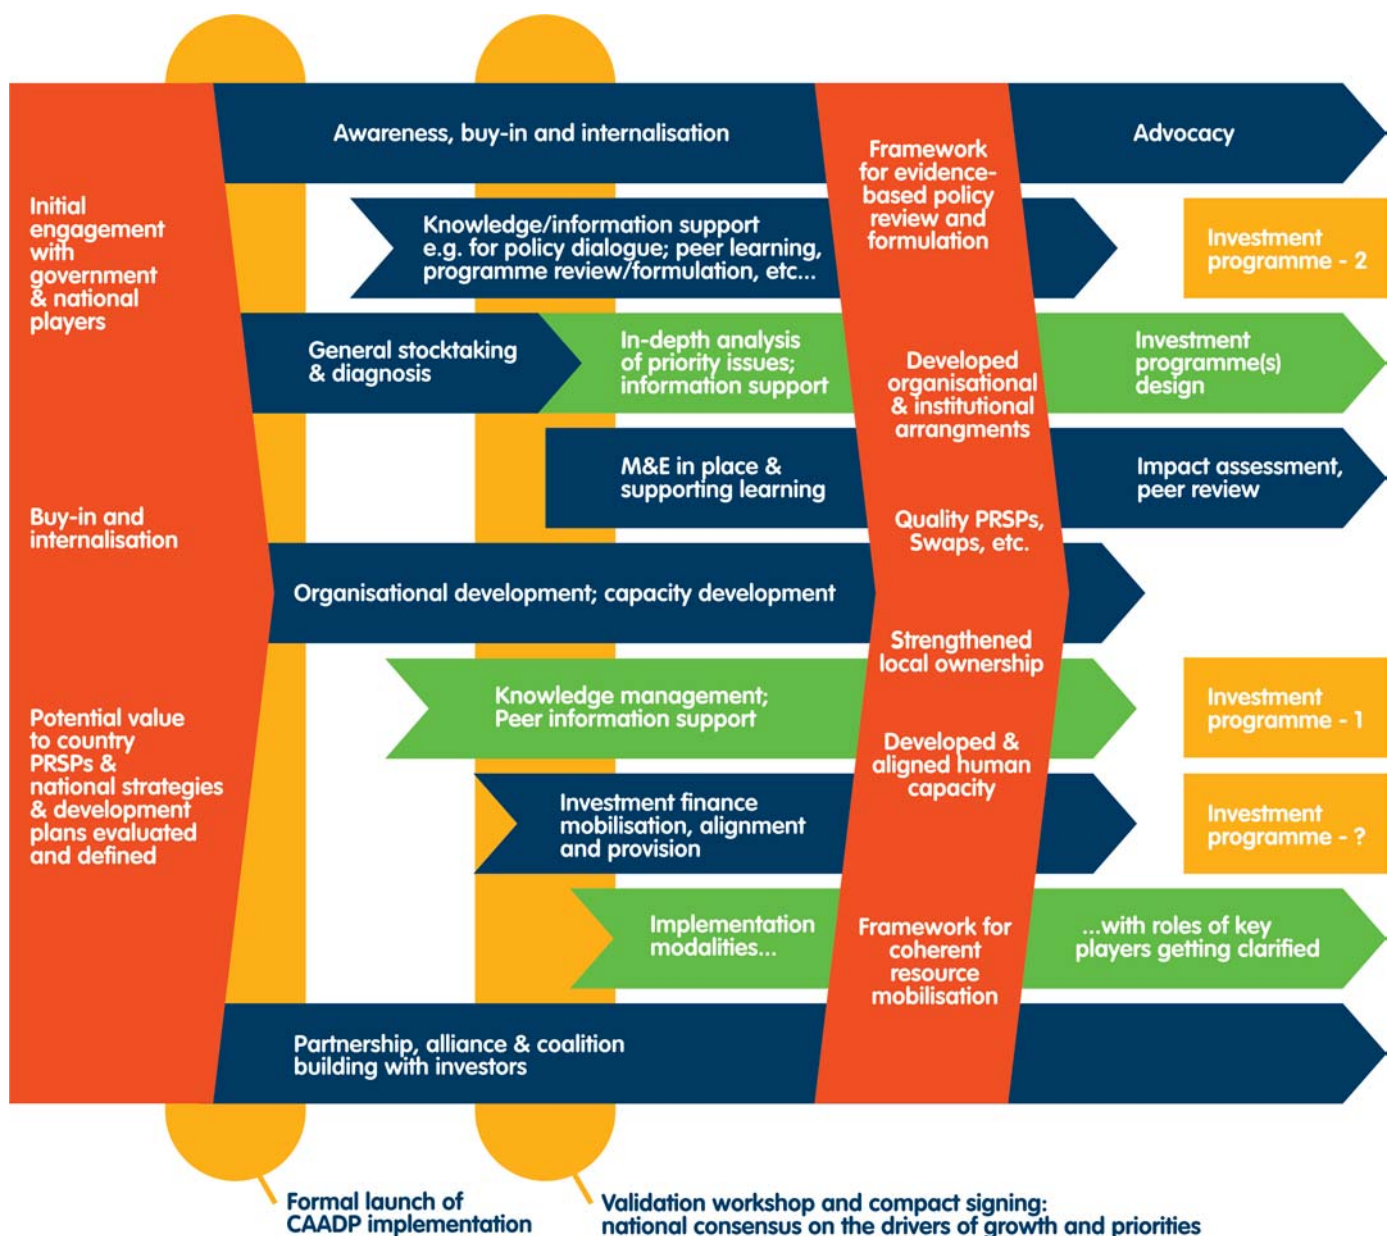 Initial
engagement
with
government
& national
players
Buy-in and
internalisation
Potential value
to country
PRSPs &
national strategies
& development
plans evaluated
and defined
Awareness, buy-in and internalisation
Knowledge/information support
e.g. for policy dialogue; peer learning,
programme review/formulation, etc...
General stocktaking
& diagnosis
In-depth analysis
of priority issues;
information support
M&E in place &
supporting learning
Organisational development; capacity development
Knowledge management;
Peer information support
Investment finance
mobilisation, alignment
and provision
Implementation
modalities...
Partnership, alliance & coalition
building with investors
Framework
for evidence-
based policy
review and
formulation
Developed
organisational
& institutional
arrangments
Quality PRSPs,
Swaps, etc.
Strengthened
local ownership
Developed &
aligned human
capacity
Framework for
coherent
resource
mobilisation
Advocacy
Investment
programme - 2
Investment
programme(s)
design
Impact assessment,
peer review
Investment
programme - 1
Investment
programme - ?
...with roles of key
players getting clarified
Formal launch of
CAADP implementation
Validation workshop and compact signing:
national consensus on the drivers of growth and priorities